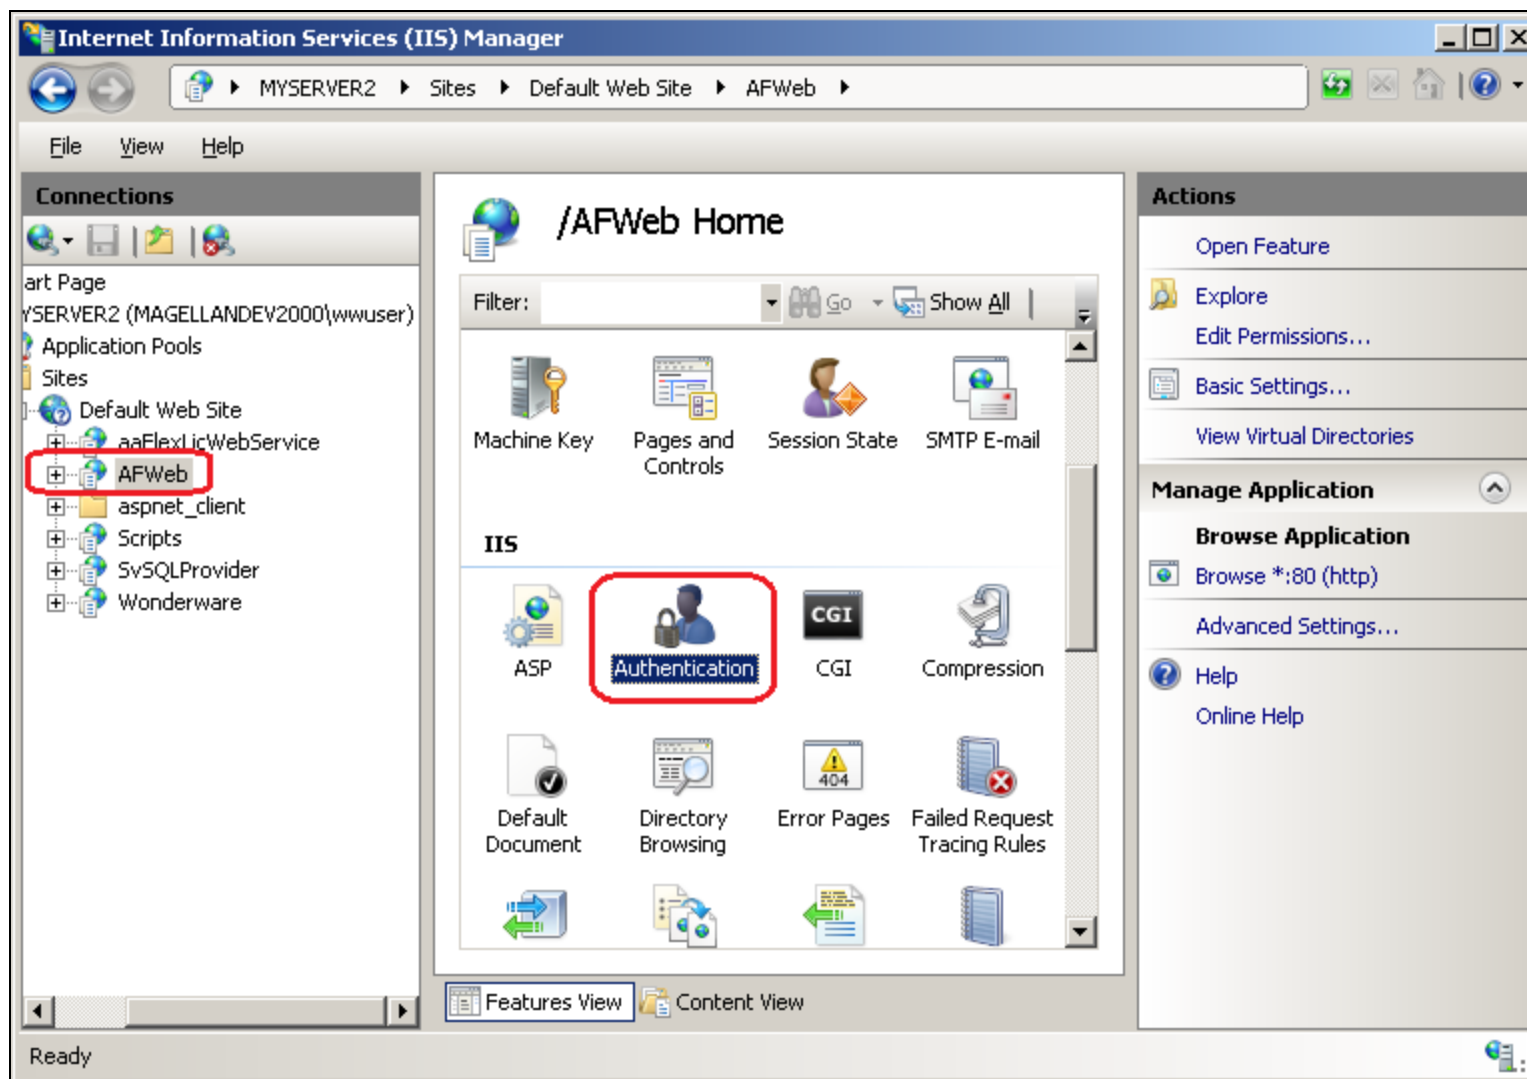 Internet Information Services (IIS) Manager
MYSERVER2 Sites Default Web Site AFWeb
File View Help
Connections
art Page
YSERVER2 (MAGELLANDEV2000\wwuser)
Application Pools
Sites
Default Web Site
aaFlexLicWebService
AFWeb
aspnet_client
Scripts
SvSQLProvider
Wonderware
/AFWeb Home
Filter: Go Show All
Machine Key
Pages and
Controls
Session State
SMTP E-mail
IIS
ASP
Authentication
CGI
CGI
Compression
Default
Document
Directory
Browsing
404
Error Pages
Failed Request
Tracing Rules
Features View Content View
Actions
Open Feature
Explore
Edit Permissions...
Basic Settings...
View Virtual Directories
Manage Application
Browse Application
Browse *:80 (http)
Advanced Settings...
Help
Online Help
Ready